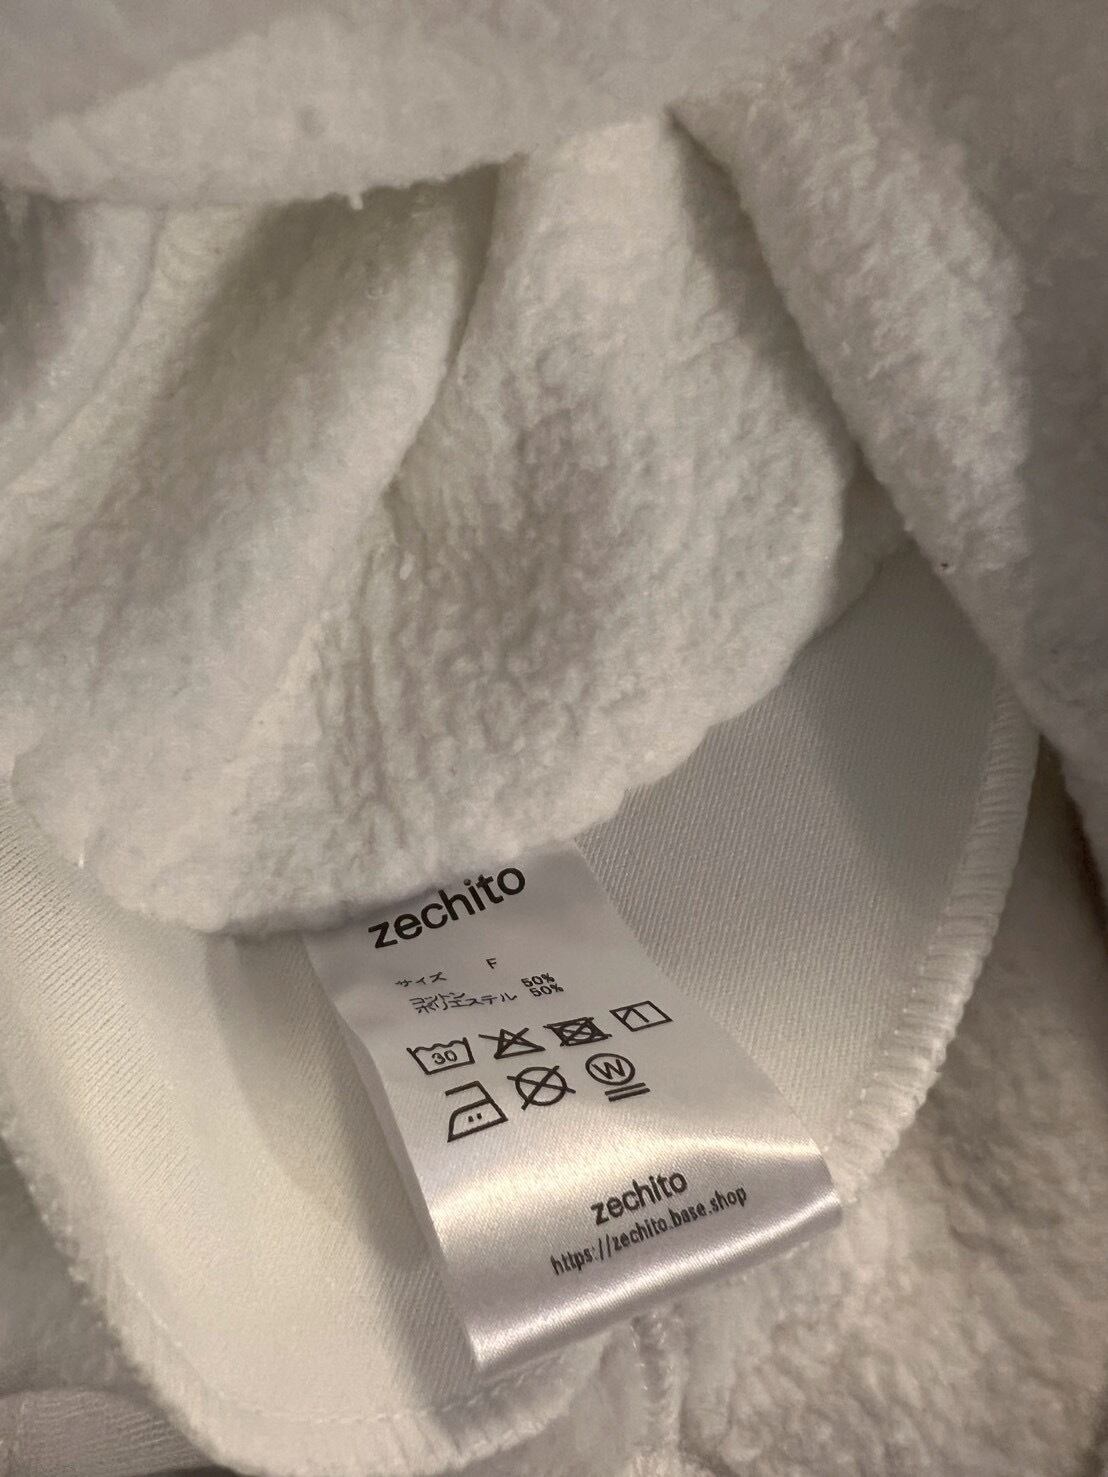 zechito
サイズ F
コットン 50%
ポリエステル 50%
30
W
zechito
https://zechito.base.shop